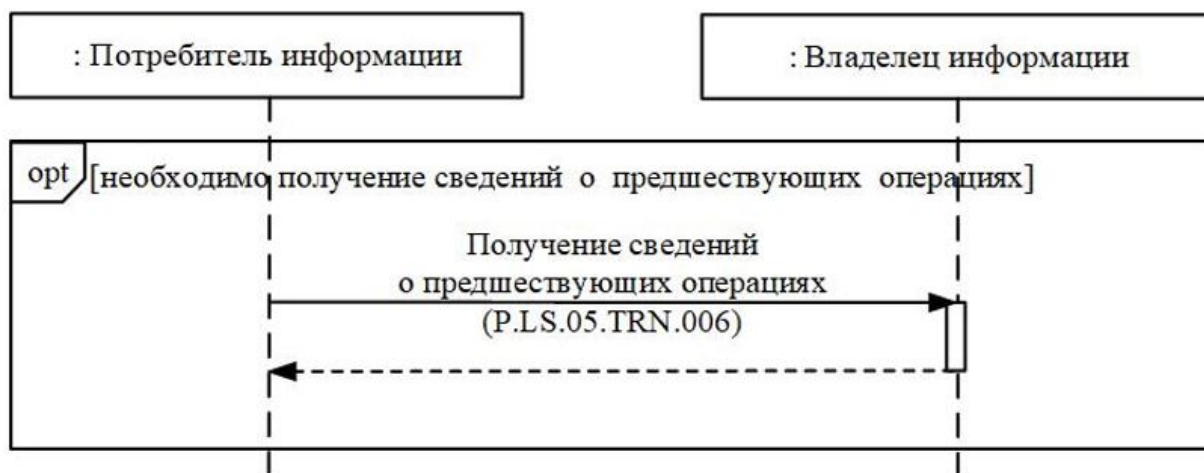 : Потребитель информации
: Владелец информации
opt
[необходимо получение сведений о предшествующих операциях]
Получение сведений
о предшествующих операциях
(P.LS.05.TRN.006)